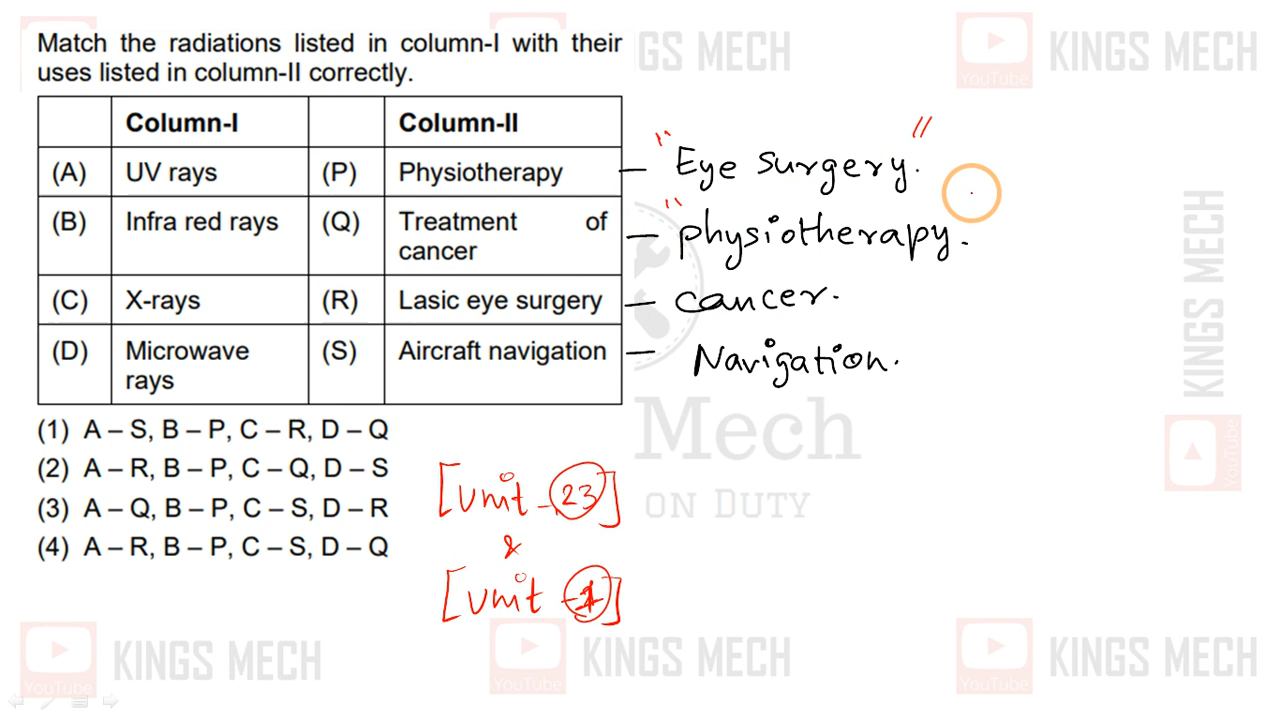 Match the radiations listed in column-I with their
uses listed in column-II correctly.
Column-I Column-II
(A) UV rays (P) Physiotherapy
(B) Infra red rays (Q) Treatment of
cancer
(C) X-rays (R) Lasic eye surgery
(D) Microwave (S) Aircraft navigation
rays
— "Eye surgery."
— "physiotherapy.
— cancer.
— Navigation.
(1) A – S, B – P, C – R, D – Q
(2) A – R, B – P, C – Q, D – S
(3) A – Q, B – P, C – S, D – R
(4) A – R, B – P, C – S, D – Q
[Unit - 23]
&
[Unit - 1]
GS MECH
YouTube
KINGS MECH
KINGS MECH
YouTube
Mech
ON DUTY
YouTube
KINGS MECH
YouTube
KINGS MECH
YouTube
KINGS MECH